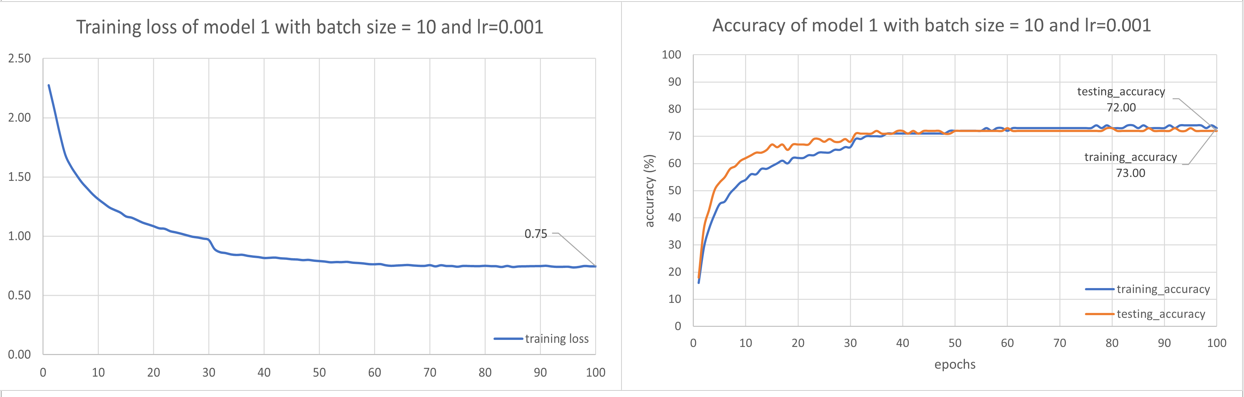 Training loss of model 1 with batch size = 10 and lr=0.001
2.50
2.00
1.50
1.00
0.50
0.00
0.75
training loss
0 10 20 30 40 50 60 70 80 90 100
Accuracy of model 1 with batch size = 10 and lr=0.001
accuracy (%)
100
90
80
70
60
50
40
30
20
10
0
testing_accuracy
72.00
training_accuracy
73.00
training_accuracy
testing_accuracy
0 10 20 30 40 50 60 70 80 90 100
epochs